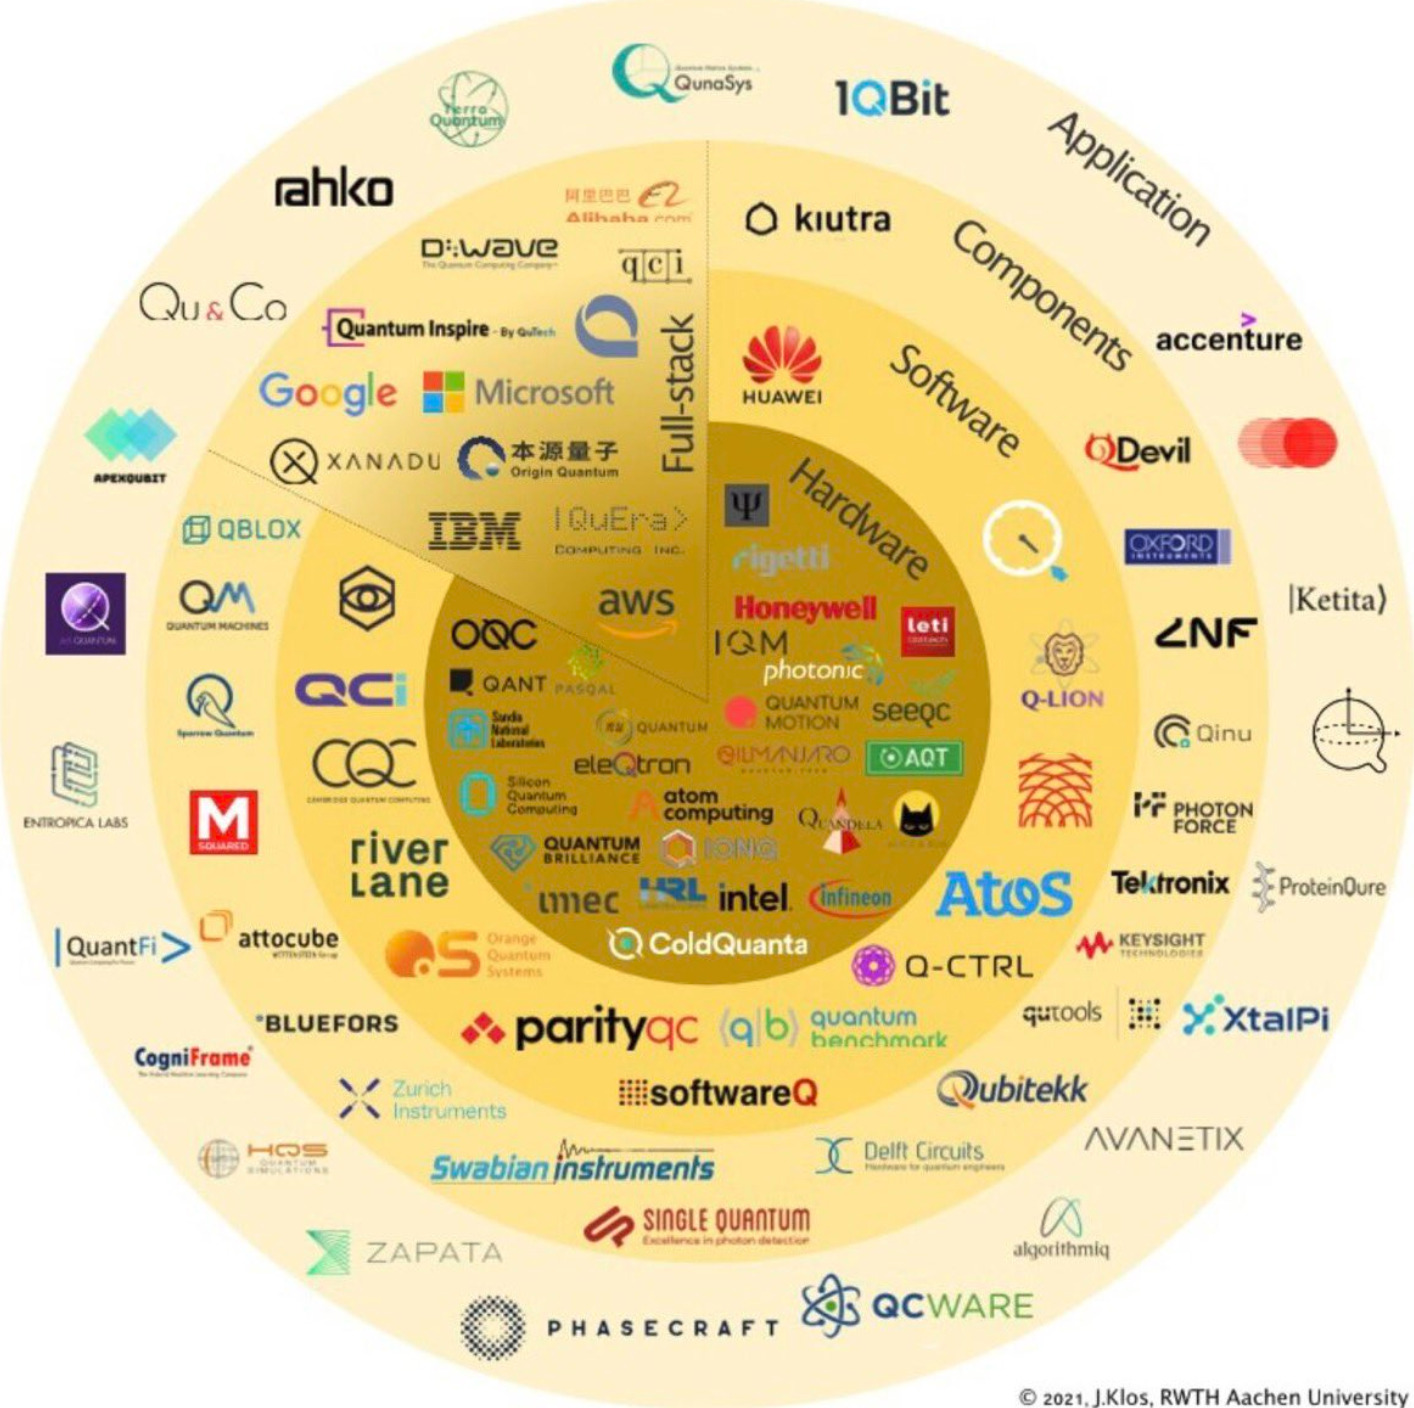 QunaSys
1QBit
Terra
Quantum
Application
rahko
阿里巴巴
Alibaba.com
kiutra
Components
D:wave
The Quantum Computing Company
qci
Qu & Co
Quantum Inspire - By QuTech
Full-stack
HUAWEI
Software
accenture
Google
Microsoft
XANADU
本源量子
Origin Quantum
QDevil
APEXQUBIT
Hardware
Ψ
QBLOX
IBM
|QuEra>
COMPUTING INC.
rigetti
OXFORD
INSTRUMENTS
QM
QUANTUM MACHINES
aws
Honeywell
leti
|Ketita⟩
OQC
IQM
LNF
photonic
QCi
QANT
PASQAL
Q-LION
Sparrow Quantum
Sandia
National
Laboratories
QUANTUM
QUANTUM
MOTION
seeQC
Qinu
CQC
CAMBRIDGE QUANTUM COMPUTING
eleQtron
QILIMANJARO
AQT
ENTROPICA LABS
M
SQUARED
Silicon
Quantum
Computing
atom
computing
QUANDELA
PHOTON
FORCE
river
Lane
QUANTUM
BRILLIANCE
IONQ
imec
HRL
intel.
infineon
Atos
Tektronix
ProteinQure
QuantFi
attocube
Orange
Quantum
Systems
ColdQuanta
Q-CTRL
KEYSIGHT
TECHNOLOGIES
BLUEFORS
parityqc
⟨q|b⟩ quantum
benchmark
qutools
XtalPi
CogniFrame
Zurich
Instruments
softwareQ
Qubitekk
HQS
QUANTUM
SIMULATIONS
Swabian instruments
Delft Circuits
Hardware for quantum engineers
AVANETIX
SINGLE QUANTUM
Excellence in photon detection
ZAPATA
algorithmiq
PHASECRAFT
QCWARE
© 2021, J.Klos, RWTH Aachen University